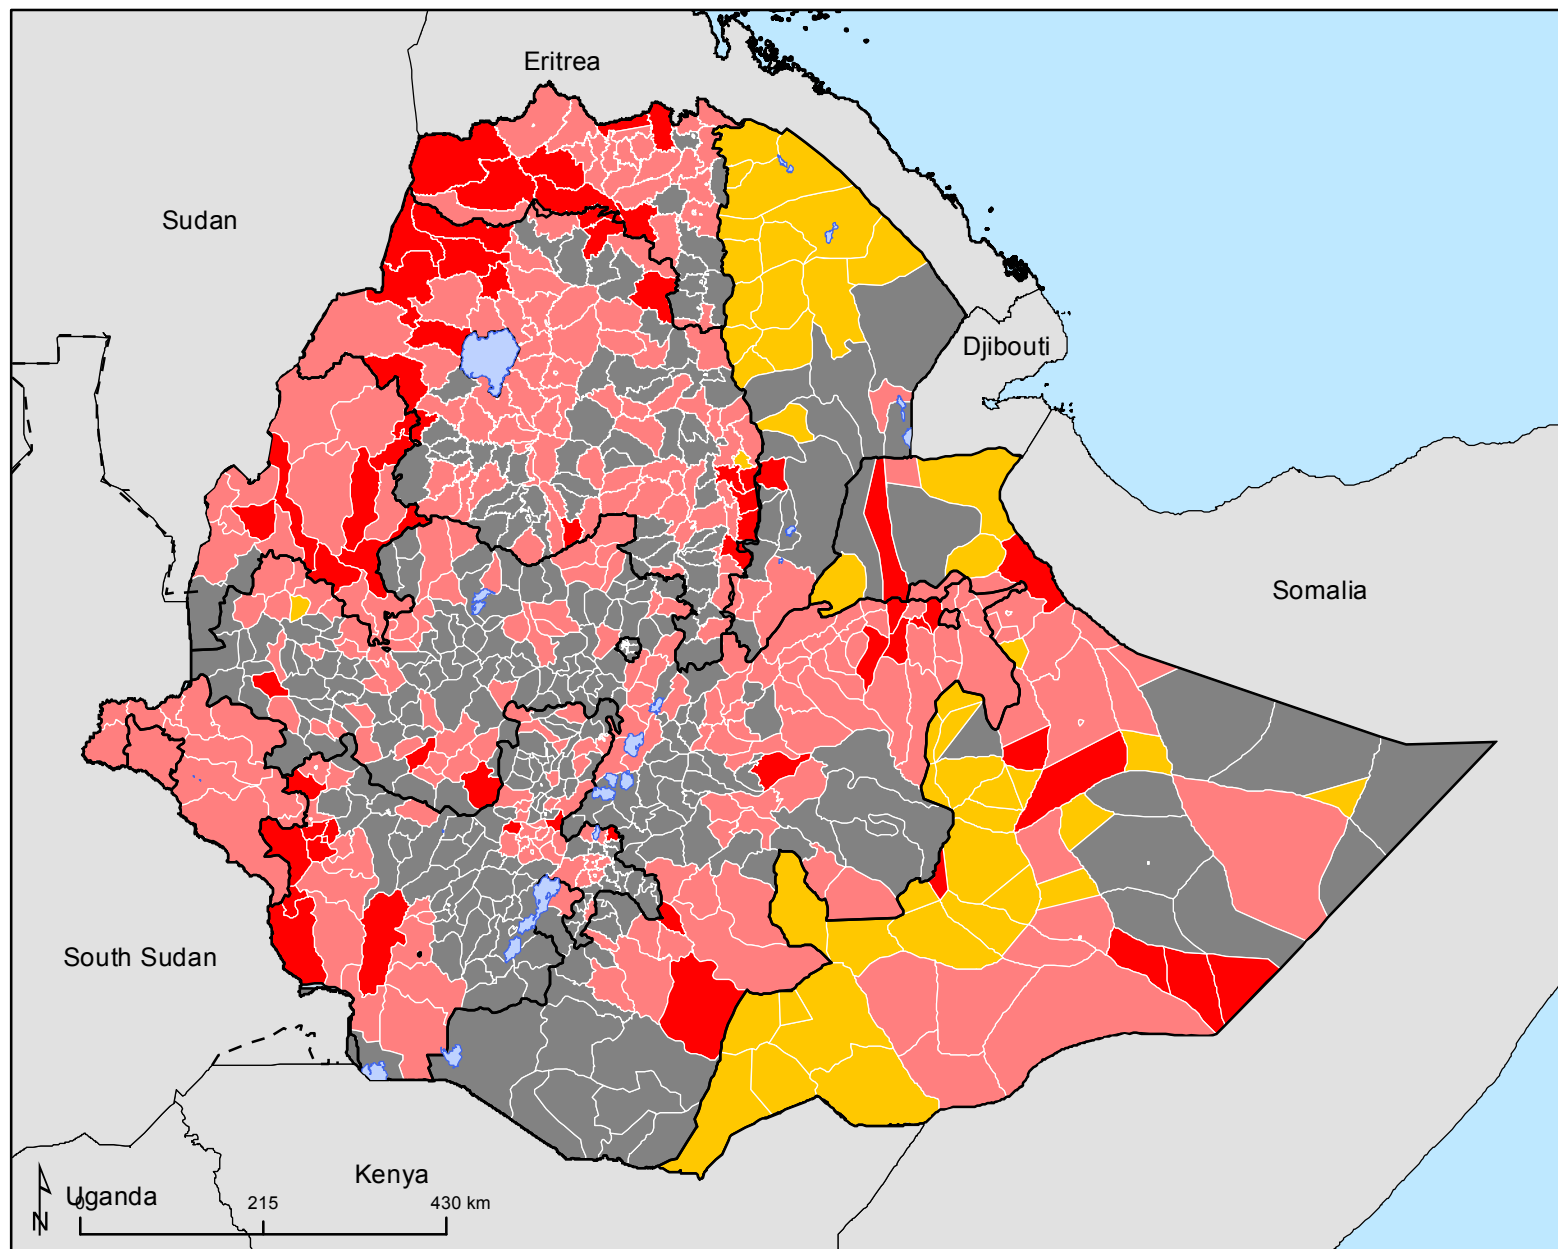 Eritrea
Sudan
Djibouti
Somalia
South Sudan
Kenya
Uganda
0 215 430 km
N